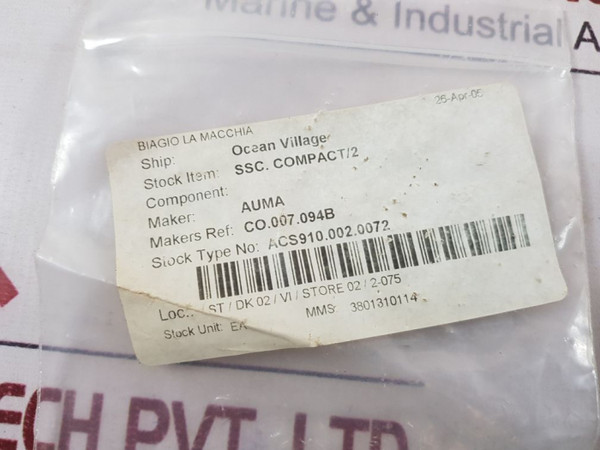 Marine & Industrial A
BIAGIO LA MACCHIA
26-Apr-05
Ship: Ocean Village
Stock Item: SSC. COMPACT/2
Component:
Maker: AUMA
Makers Ref: CO.007.094B
Stock Type No: ACS910.002.0072
Loc.: ST / DK 02 / VI / STORE 02 / 2-075
Stock Unit: EA MMS: 3801310114
ECH PVT. LTD.